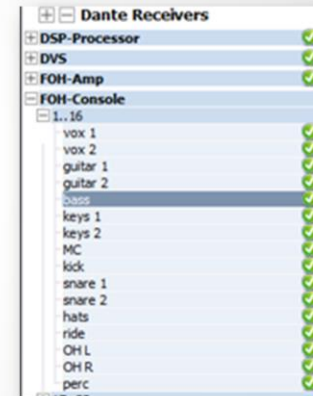 Dante Receivers
DSP-Processor
DVS
FOH-Amp
FOH-Console
1..16
vox 1
vox 2
guitar 1
guitar 2
bass
keys 1
keys 2
MC
kick
snare 1
snare 2
hats
ride
OH L
OH R
perc